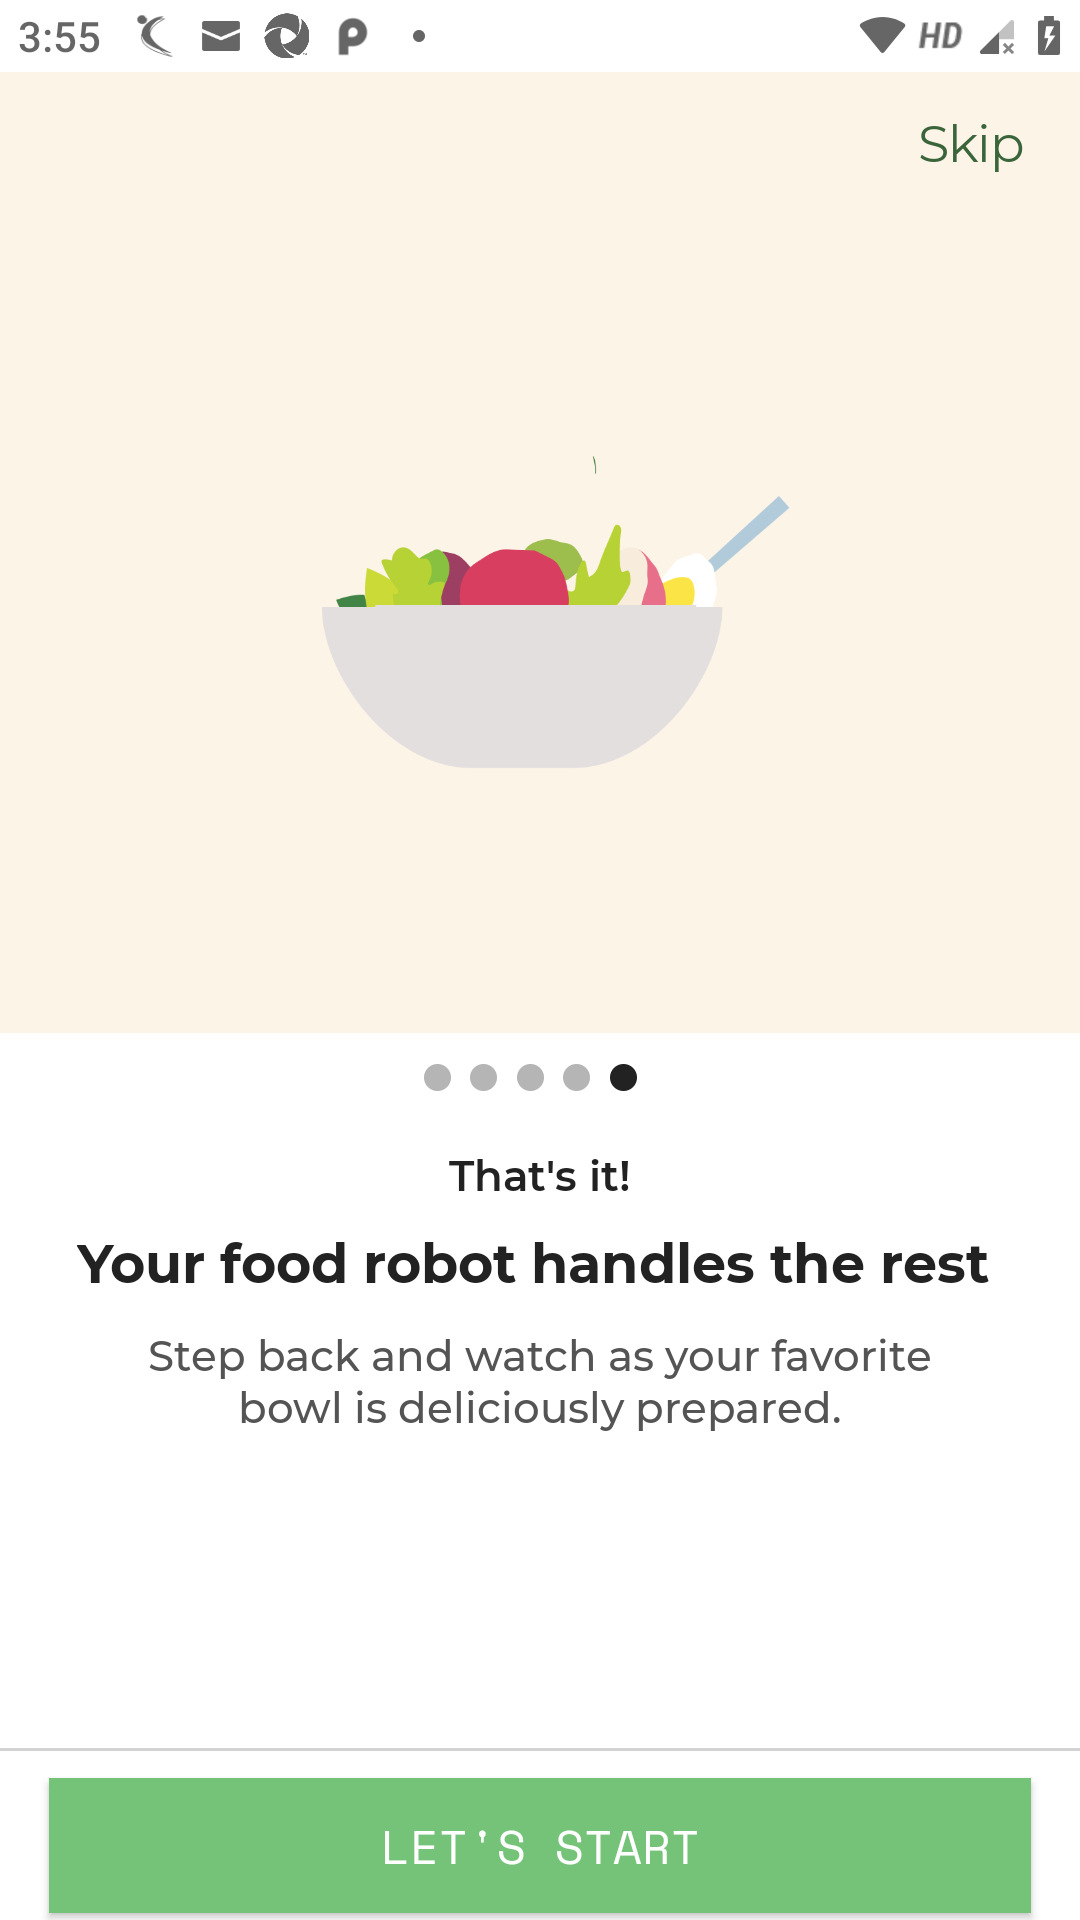 3:55
HD
Skip
That's it!
Your food robot handles the rest
Step back and watch as your favorite
bowl is deliciously prepared.
LET'S START